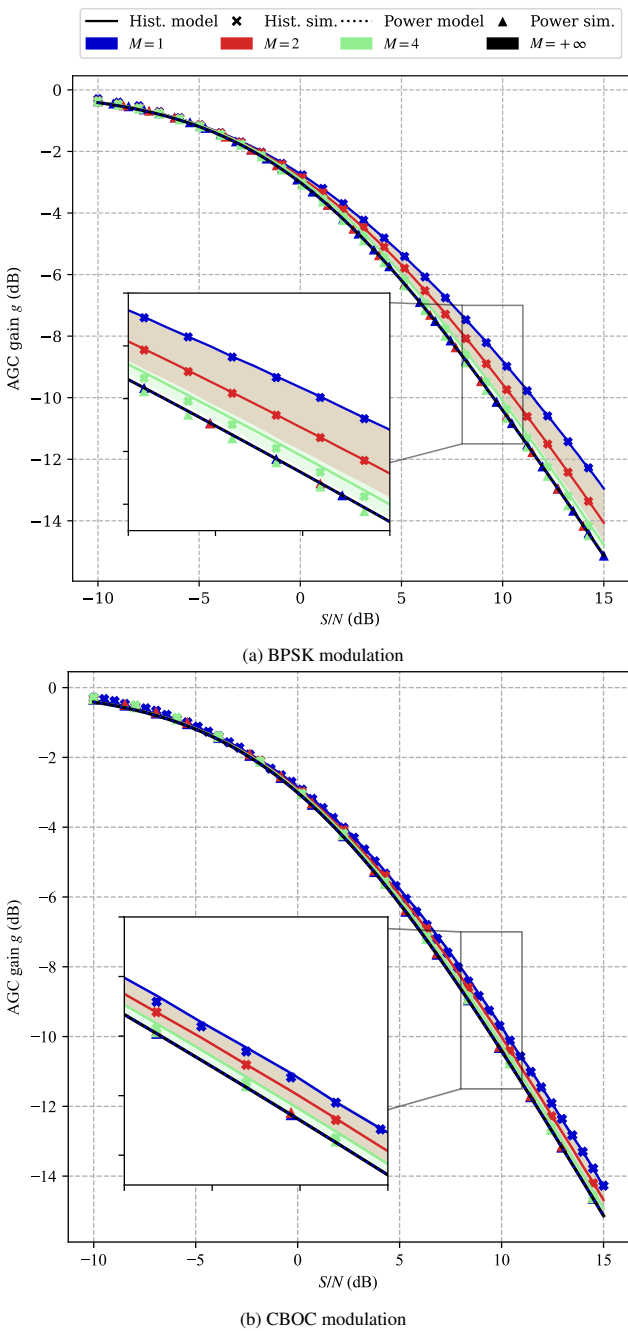 Hist. model Hist. sim. Power model Power sim.
M = 1 M = 2 M = 4 M = +∞
0
−2
−4
−6
−8
−10
−12
−14
AGC gain g (dB)
−10 −5 0 5 10 15
S/N (dB)
(a) BPSK modulation
0
−2
−4
−6
−8
−10
−12
−14
AGC gain g (dB)
−10 −5 0 5 10 15
S/N (dB)
(b) CBOC modulation